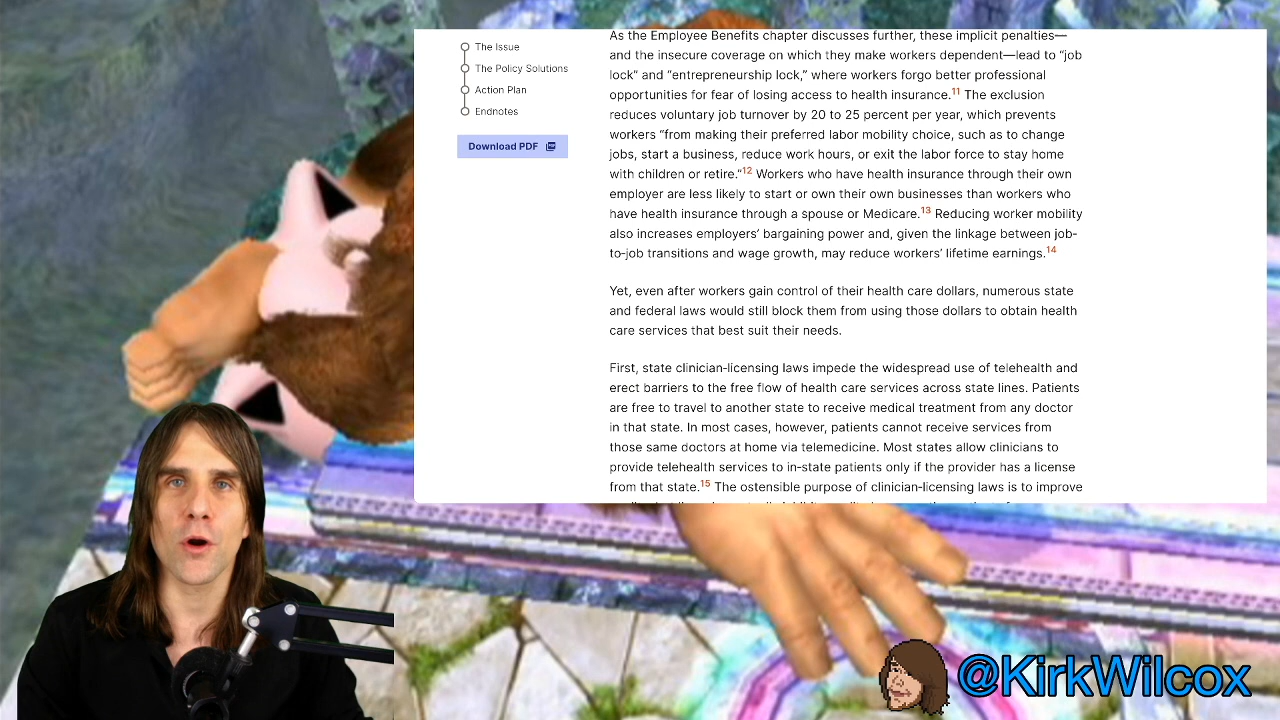 The Issue
The Policy Solutions
Action Plan
Endnotes
Download PDF
As the Employee Benefits chapter discusses further, these implicit penalties—
and the insecure coverage on which they make workers dependent—lead to “job
lock” and “entrepreneurship lock,” where workers forgo better professional
opportunities for fear of losing access to health insurance.11 The exclusion
reduces voluntary job turnover by 20 to 25 percent per year, which prevents
workers “from making their preferred labor mobility choice, such as to change
jobs, start a business, reduce work hours, or exit the labor force to stay home
with children or retire.”12 Workers who have health insurance through their own
employer are less likely to start or own their own businesses than workers who
have health insurance through a spouse or Medicare.13 Reducing worker mobility
also increases employers’ bargaining power and, given the linkage between job-
to-job transitions and wage growth, may reduce workers’ lifetime earnings.14
Yet, even after workers gain control of their health care dollars, numerous state
and federal laws would still block them from using those dollars to obtain health
care services that best suit their needs.
First, state clinician-licensing laws impede the widespread use of telehealth and
erect barriers to the free flow of health care services across state lines. Patients
are free to travel to another state to receive medical treatment from any doctor
in that state. In most cases, however, patients cannot receive services from
those same doctors at home via telemedicine. Most states allow clinicians to
provide telehealth services to in-state patients only if the provider has a license
from that state.15 The ostensible purpose of clinician-licensing laws is to improve
@KirkWilcox